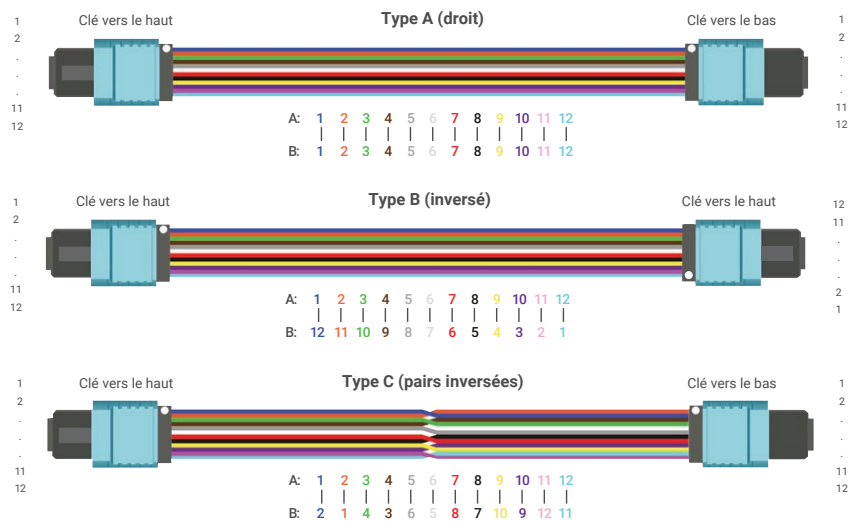 Type A (droit)
Clé vers le haut
Clé vers le bas
1
2
.
.
.
11
12
1
2
.
.
.
11
12
A: 1 2 3 4 5 6 7 8 9 10 11 12
B: 1 2 3 4 5 6 7 8 9 10 11 12
Type B (inversé)
Clé vers le haut
Clé vers le haut
1
2
.
.
.
11
12
12
11
.
.
.
2
1
A: 1 2 3 4 5 6 7 8 9 10 11 12
B: 12 11 10 9 8 7 6 5 4 3 2 1
Type C (pairs inversées)
Clé vers le haut
Clé vers le bas
1
2
.
.
.
11
12
1
2
.
.
.
11
12
A: 1 2 3 4 5 6 7 8 9 10 11 12
B: 2 1 4 3 6 5 8 7 10 9 12 11